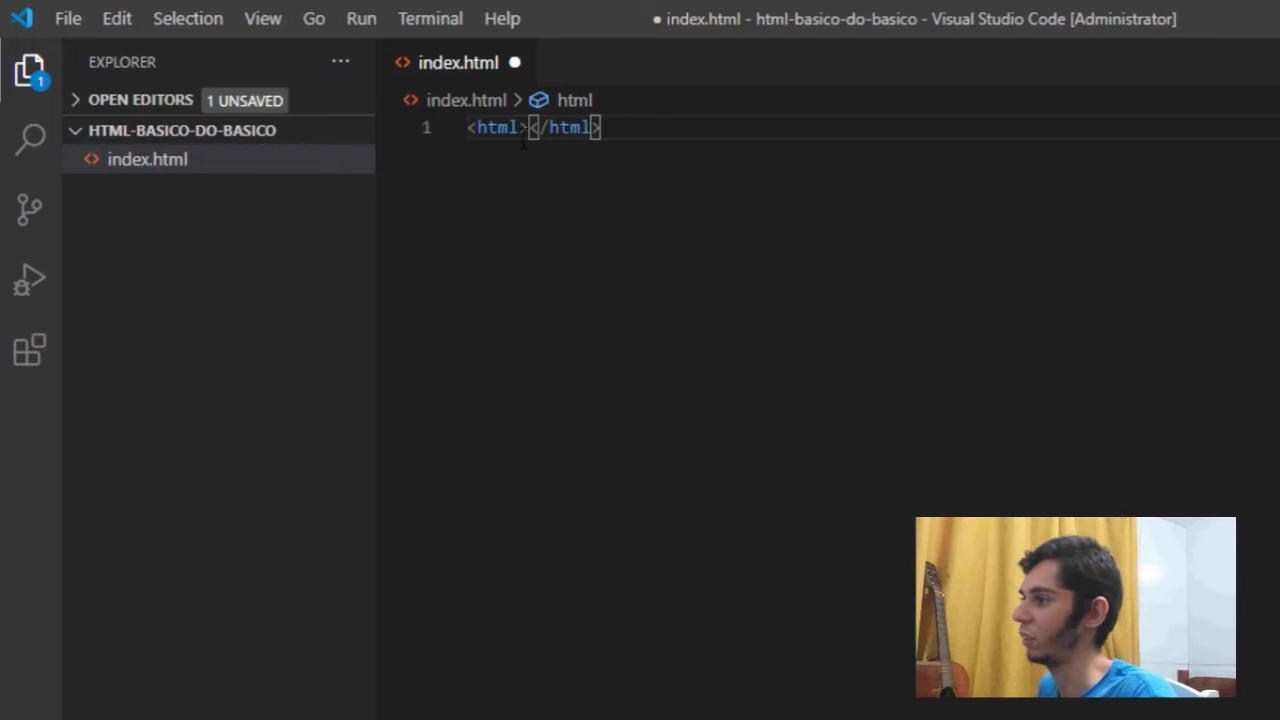 File Edit Selection View Go Run Terminal Help
● index.html - html-basico-do-basico - Visual Studio Code [Administrator]
EXPLORER ···
index.html ●
OPEN EDITORS 1 UNSAVED
index.html > html
HTML-BASICO-DO-BASICO
1 <html></html>
index.html
1